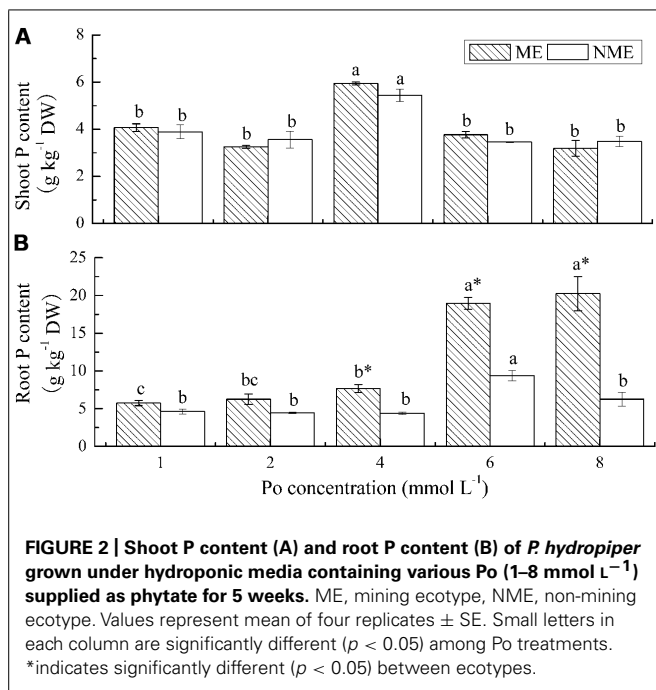 A
ME NME
Shoot P content
(g kg⁻¹ DW)
8
6
4
2
0
b b b b a a b b b b
B
Root P content
(g kg⁻¹ DW)
25
20
15
10
5
0
c b bc b b* b a* a a* b
1 2 4 6 8
Po concentration (mmol L⁻¹)
FIGURE 2 | Shoot P content (A) and root P content (B) of P. hydropiper
grown under hydroponic media containing various Po (1–8 mmol L⁻¹)
supplied as phytate for 5 weeks. ME, mining ecotype, NME, non-mining
ecotype. Values represent mean of four replicates ± SE. Small letters in
each column are significantly different (p < 0.05) among Po treatments.
*indicates significantly different (p < 0.05) between ecotypes.